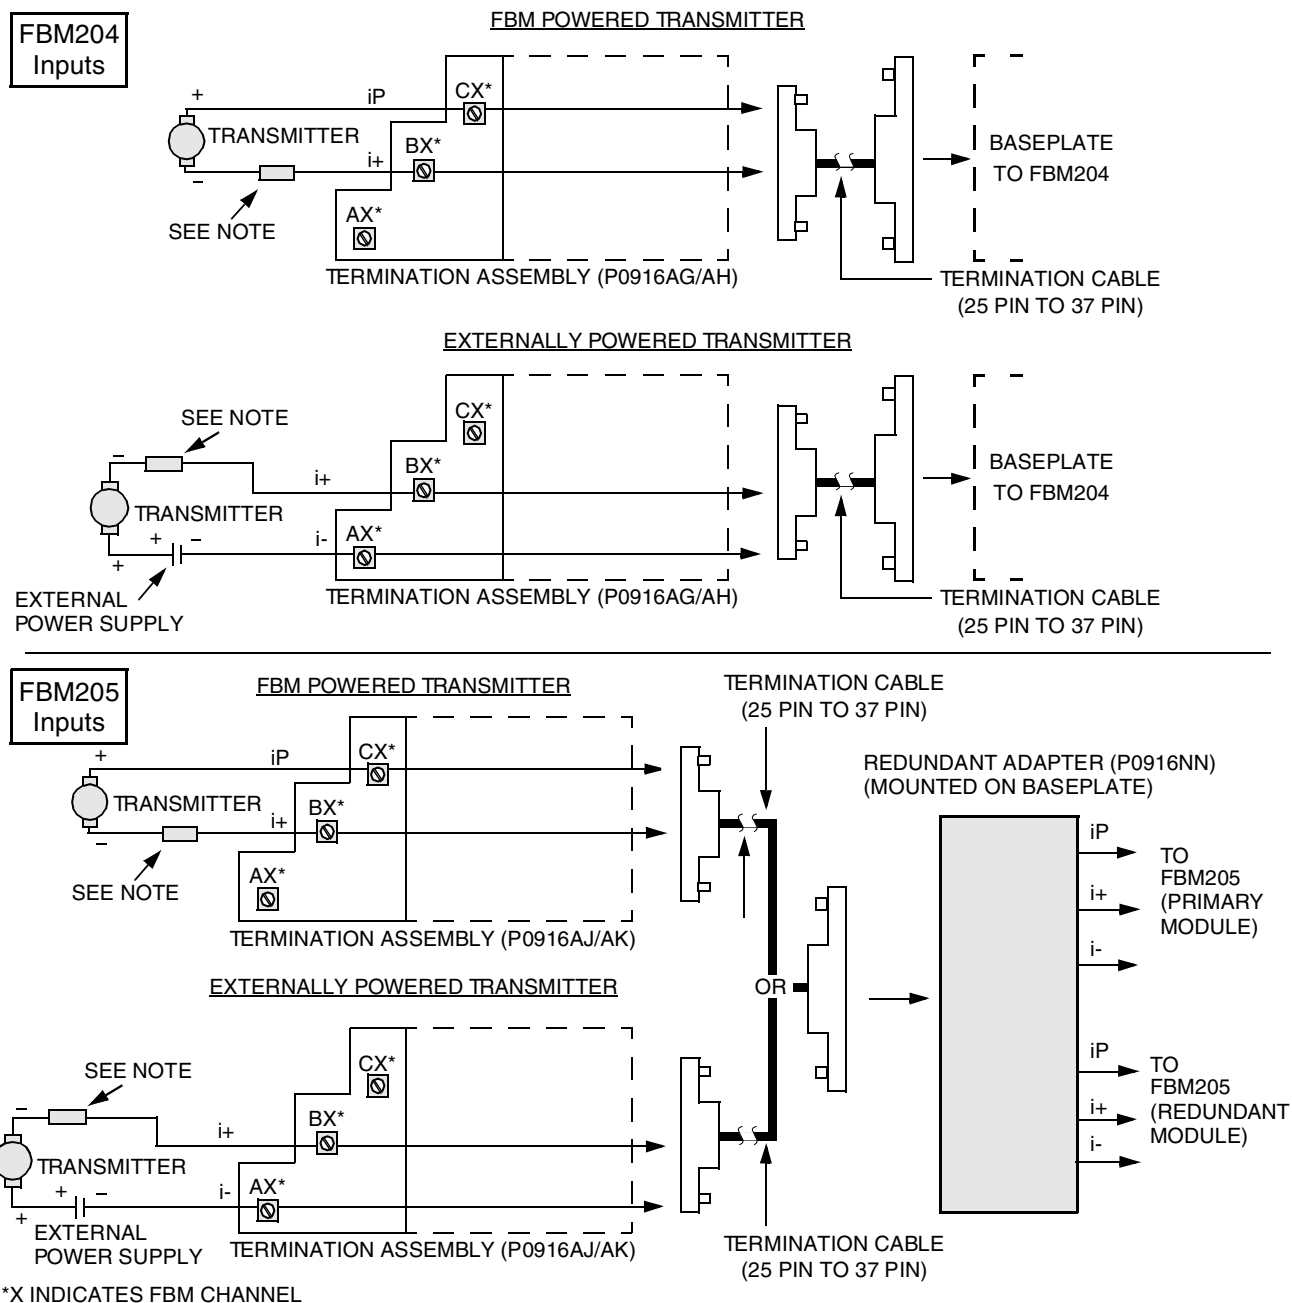 FBM204
Inputs
FBM POWERED TRANSMITTER
+
iP
CX*
TRANSMITTER
BX*
i+
–
AX*
SEE NOTE
BASEPLATE
TO FBM204
TERMINATION ASSEMBLY (P0916AG/AH)
TERMINATION CABLE
(25 PIN TO 37 PIN)
EXTERNALLY POWERED TRANSMITTER
SEE NOTE
CX*
–
BX*
i+
TRANSMITTER
+ –
i-
AX*
+
BASEPLATE
TO FBM204
EXTERNAL
POWER SUPPLY
TERMINATION ASSEMBLY (P0916AG/AH)
TERMINATION CABLE
(25 PIN TO 37 PIN)
FBM205
Inputs
FBM POWERED TRANSMITTER
TERMINATION CABLE
(25 PIN TO 37 PIN)
+
iP
CX*
TRANSMITTER
BX*
i+
–
AX*
SEE NOTE
TERMINATION ASSEMBLY (P0916AJ/AK)
REDUNDANT ADAPTER (P0916NN)
(MOUNTED ON BASEPLATE)
iP
i+
i-
TO
FBM205
(PRIMARY
MODULE)
OR
EXTERNALLY POWERED TRANSMITTER
SEE NOTE
CX*
–
BX*
i+
TRANSMITTER
+ –
i-
AX*
+
EXTERNAL
POWER SUPPLY
TERMINATION ASSEMBLY (P0916AJ/AK)
iP
i+
i-
TO
FBM205
(REDUNDANT
MODULE)
TERMINATION CABLE
(25 PIN TO 37 PIN)
*X INDICATES FBM CHANNEL